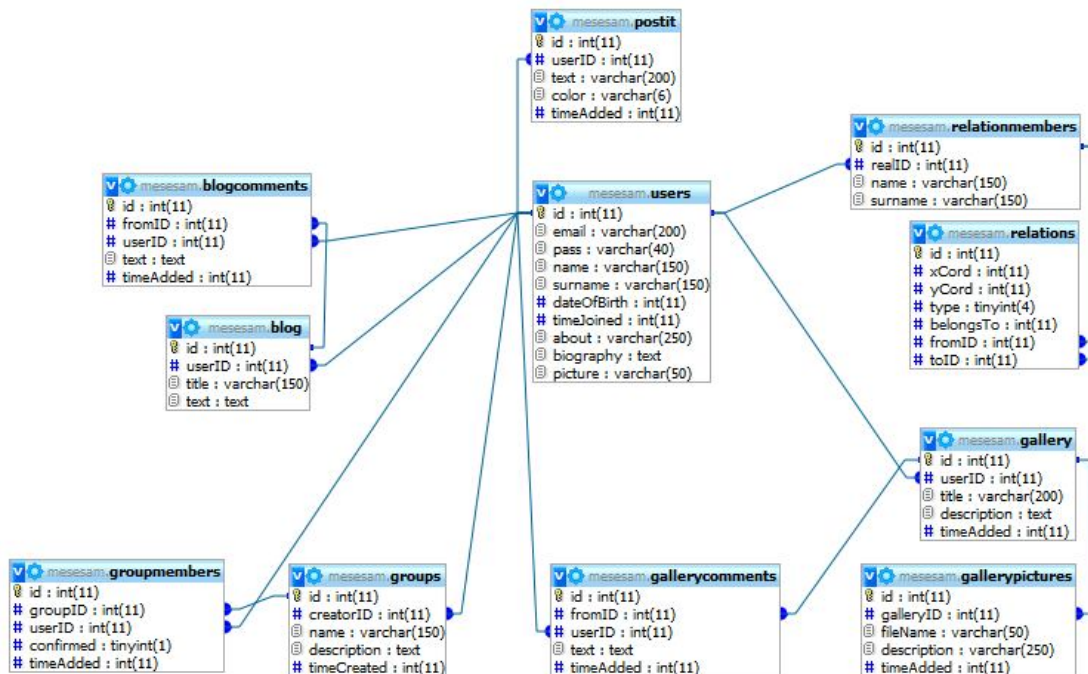 mesesam.postit
id : int(11)
userID : int(11)
text : varchar(200)
color : varchar(6)
timeAdded : int(11)
mesesam.relationmembers
id : int(11)
realID : int(11)
name : varchar(150)
surname : varchar(150)
mesesam.blogcomments
id : int(11)
fromID : int(11)
userID : int(11)
text : text
timeAdded : int(11)
mesesam.users
id : int(11)
email : varchar(200)
pass : varchar(40)
name : varchar(150)
surname : varchar(150)
dateOfBirth : int(11)
timeJoined : int(11)
about : varchar(250)
biography : text
picture : varchar(50)
mesesam.relations
id : int(11)
xCord : int(11)
yCord : int(11)
type : tinyint(4)
belongsTo : int(11)
fromID : int(11)
toID : int(11)
mesesam.blog
id : int(11)
userID : int(11)
title : varchar(150)
text : text
mesesam.gallery
id : int(11)
userID : int(11)
title : varchar(200)
description : text
timeAdded : int(11)
mesesam.groupmembers
id : int(11)
groupID : int(11)
userID : int(11)
confirmed : tinyint(1)
timeAdded : int(11)
mesesam.groups
id : int(11)
creatorID : int(11)
name : varchar(150)
description : text
timeCreated : int(11)
mesesam.gallerycomments
id : int(11)
fromID : int(11)
userID : int(11)
text : text
timeAdded : int(11)
mesesam.gallerypictures
id : int(11)
galleryID : int(11)
fileName : varchar(50)
description : varchar(250)
timeAdded : int(11)